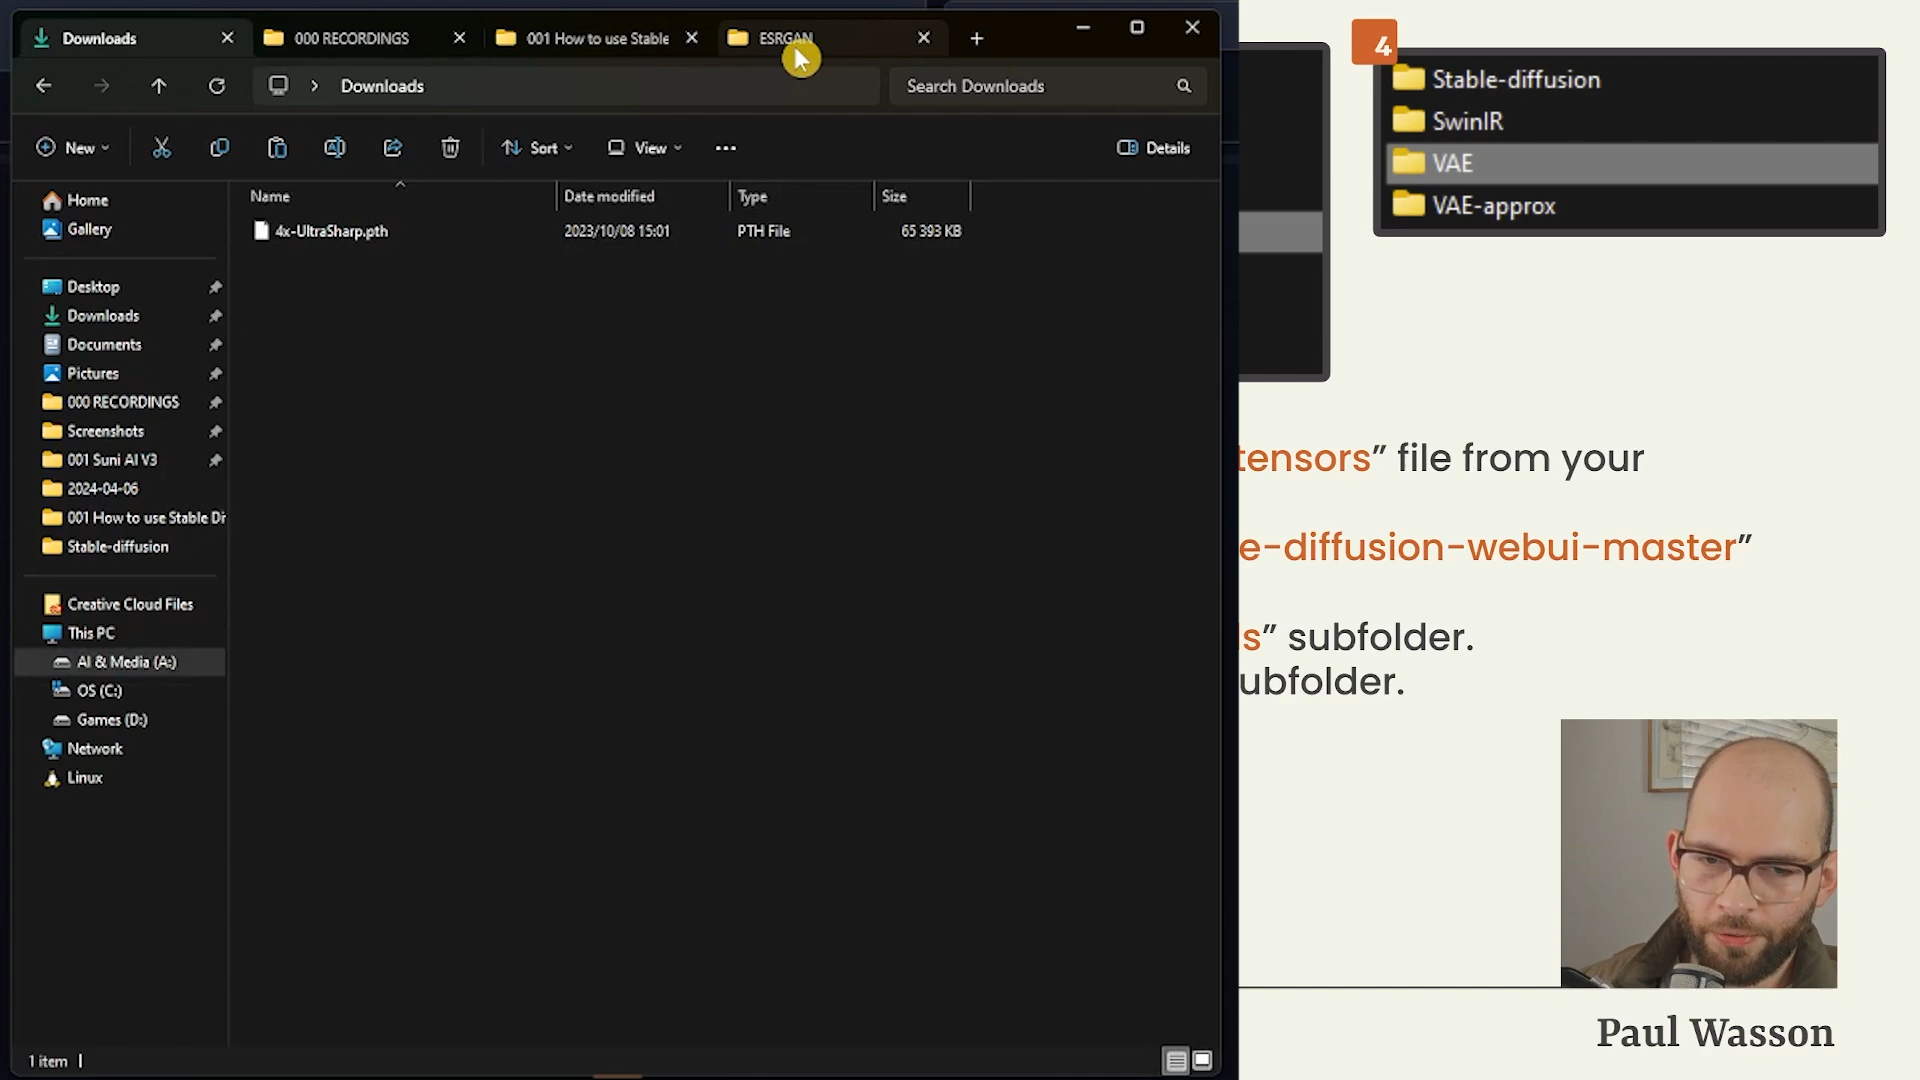 Downloads
000 RECORDINGS
001 How to use Stable
ESRGAN
Downloads
Search Downloads
New
Sort
View
Details
Name
Date modified
Type
Size
4x-UltraSharp.pth
2023/10/08 15:01
PTH File
65 393 KB
Home
Gallery
Desktop
Downloads
Documents
Pictures
000 RECORDINGS
Screenshots
001 Suni AI V3
2024-04-06
001 How to use Stable Di
Stable-diffusion
Creative Cloud Files
This PC
AI & Media (A:)
OS (C:)
Games (D:)
Network
Linux
1 item
4
Stable-diffusion
SwinIR
VAE
VAE-approx
tensors” file from your
e-diffusion-webui-master”
s” subfolder.
ubfolder.
Paul Wasson